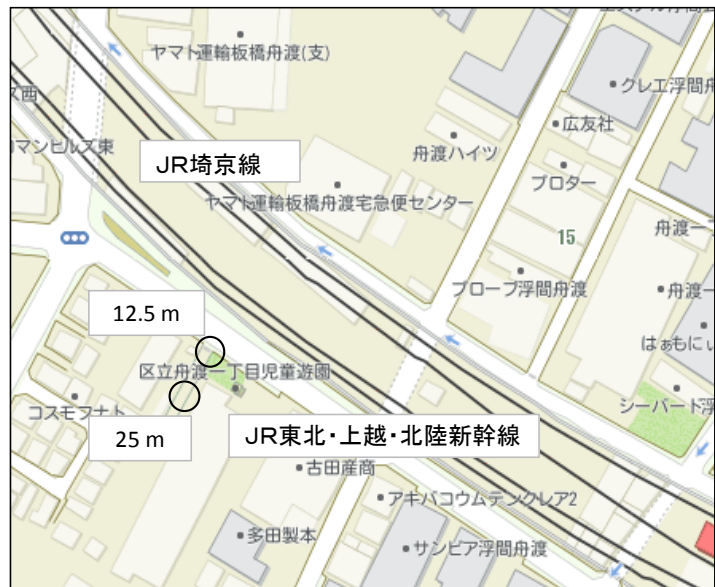 ヤマト運輸板橋舟渡(支)
クレエ浮間舟
広友社
舟渡ハイツ
マンヒルズ東
JR埼京線
プロター
ヤマト運輸板橋舟渡宅急便センター
15
舟渡一
プローブ浮間舟渡
舟渡一
12.5 m
はぁもにぃ
区立舟渡一丁目児童遊園
シーバード浮
コスモフナト
25 m
JR東北・上越・北陸新幹線
古田産商
アキバコウムテンクレア2
多田製本
サンピア浮間舟渡